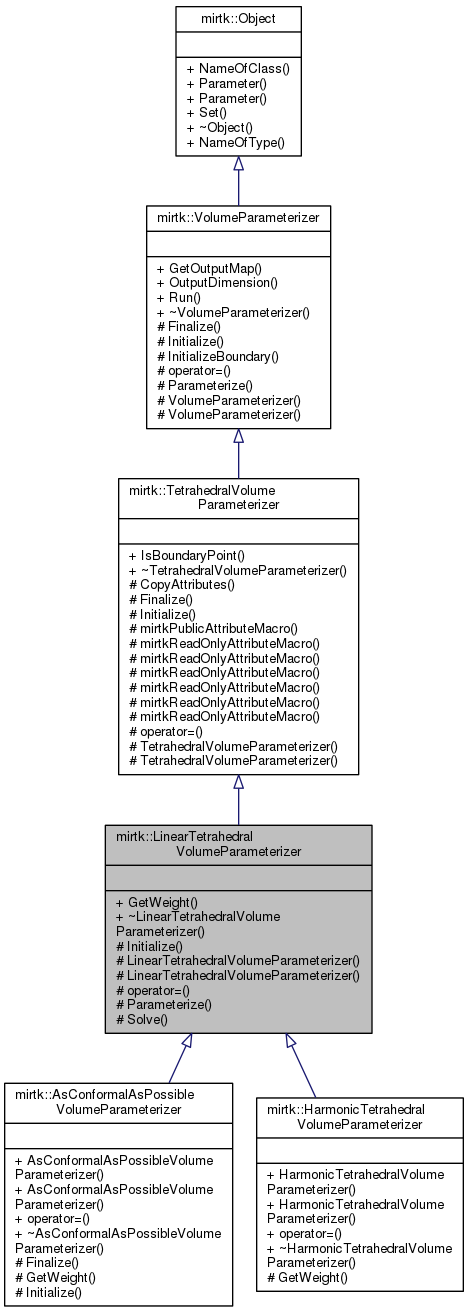 mirtk::Object
+ NameOfClass()
+ Parameter()
+ Parameter()
+ Set()
+ ~Object()
+ NameOfType()
mirtk::VolumeParameterizer
+ GetOutputMap()
+ OutputDimension()
+ Run()
+ ~VolumeParameterizer()
# Finalize()
# Initialize()
# InitializeBoundary()
# operator=()
# Parameterize()
# VolumeParameterizer()
# VolumeParameterizer()
mirtk::TetrahedralVolume
Parameterizer
+ IsBoundaryPoint()
+ ~TetrahedralVolumeParameterizer()
# CopyAttributes()
# Finalize()
# Initialize()
# mirtkPublicAttributeMacro()
# mirtkReadOnlyAttributeMacro()
# mirtkReadOnlyAttributeMacro()
# mirtkReadOnlyAttributeMacro()
# mirtkReadOnlyAttributeMacro()
# mirtkReadOnlyAttributeMacro()
# mirtkReadOnlyAttributeMacro()
# operator=()
# TetrahedralVolumeParameterizer()
# TetrahedralVolumeParameterizer()
mirtk::LinearTetrahedral
VolumeParameterizer
+ GetWeight()
+ ~LinearTetrahedralVolume
Parameterizer()
# Initialize()
# LinearTetrahedralVolumeParameterizer()
# LinearTetrahedralVolumeParameterizer()
# operator=()
# Parameterize()
# Solve()
mirtk::AsConformalAsPossible
VolumeParameterizer
+ AsConformalAsPossibleVolume
Parameterizer()
+ AsConformalAsPossibleVolume
Parameterizer()
+ operator=()
+ ~AsConformalAsPossibleVolume
Parameterizer()
# Finalize()
# GetWeight()
# Initialize()
mirtk::HarmonicTetrahedral
VolumeParameterizer
+ HarmonicTetrahedralVolume
Parameterizer()
+ HarmonicTetrahedralVolume
Parameterizer()
+ operator=()
+ ~HarmonicTetrahedralVolume
Parameterizer()
# GetWeight()